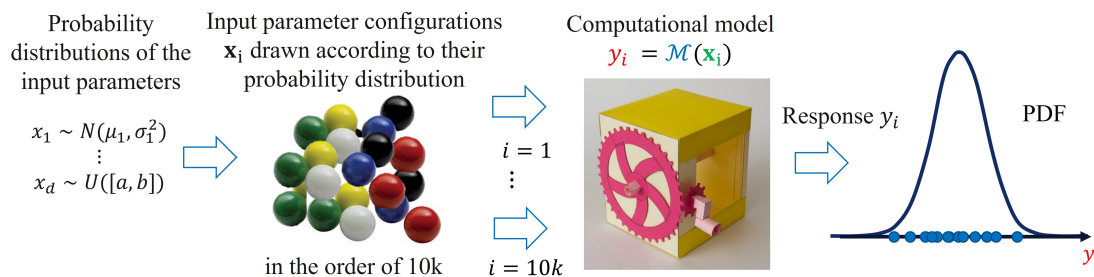 Probability
distributions of the
input parameters
x₁ ~ N(μ₁, σ₁²)
⋮
x_d ~ U([a, b])
Input parameter configurations
𝐱ᵢ drawn according to their
probability distribution
in the order of 10k
i = 1
⋮
i = 10k
Computational model
yᵢ = ℳ(𝐱ᵢ)
Response yᵢ
PDF
y